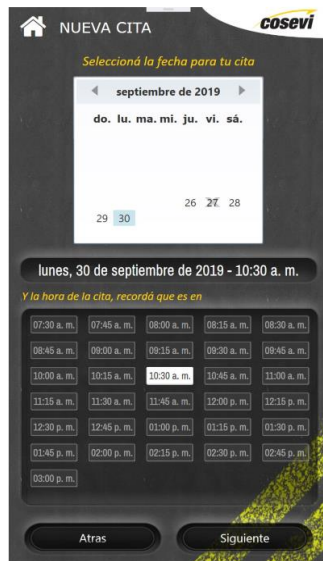 NUEVA CITA
cosevi
Seleccioná la fecha para tu cita
septiembre de 2019
do. lu. ma. mi. ju. vi. sá.
26 27 28
29 30
lunes, 30 de septiembre de 2019 - 10:30 a. m.
Y la hora de la cita, recordá que es en
07:30 a. m. 07:45 a. m. 08:00 a. m. 08:15 a. m. 08:30 a. m.
08:45 a. m. 09:00 a. m. 09:15 a. m. 09:30 a. m. 09:45 a. m.
10:00 a. m. 10:15 a. m. 10:30 a. m. 10:45 a. m. 11:00 a. m.
11:15 a. m. 11:30 a. m. 11:45 a. m. 12:00 p. m. 12:15 p. m.
12:30 p. m. 12:45 p. m. 01:00 p. m. 01:15 p. m. 01:30 p. m.
01:45 p. m. 02:00 p. m. 02:15 p. m. 02:30 p. m. 02:45 p. m.
03:00 p. m.
Atras Siguiente